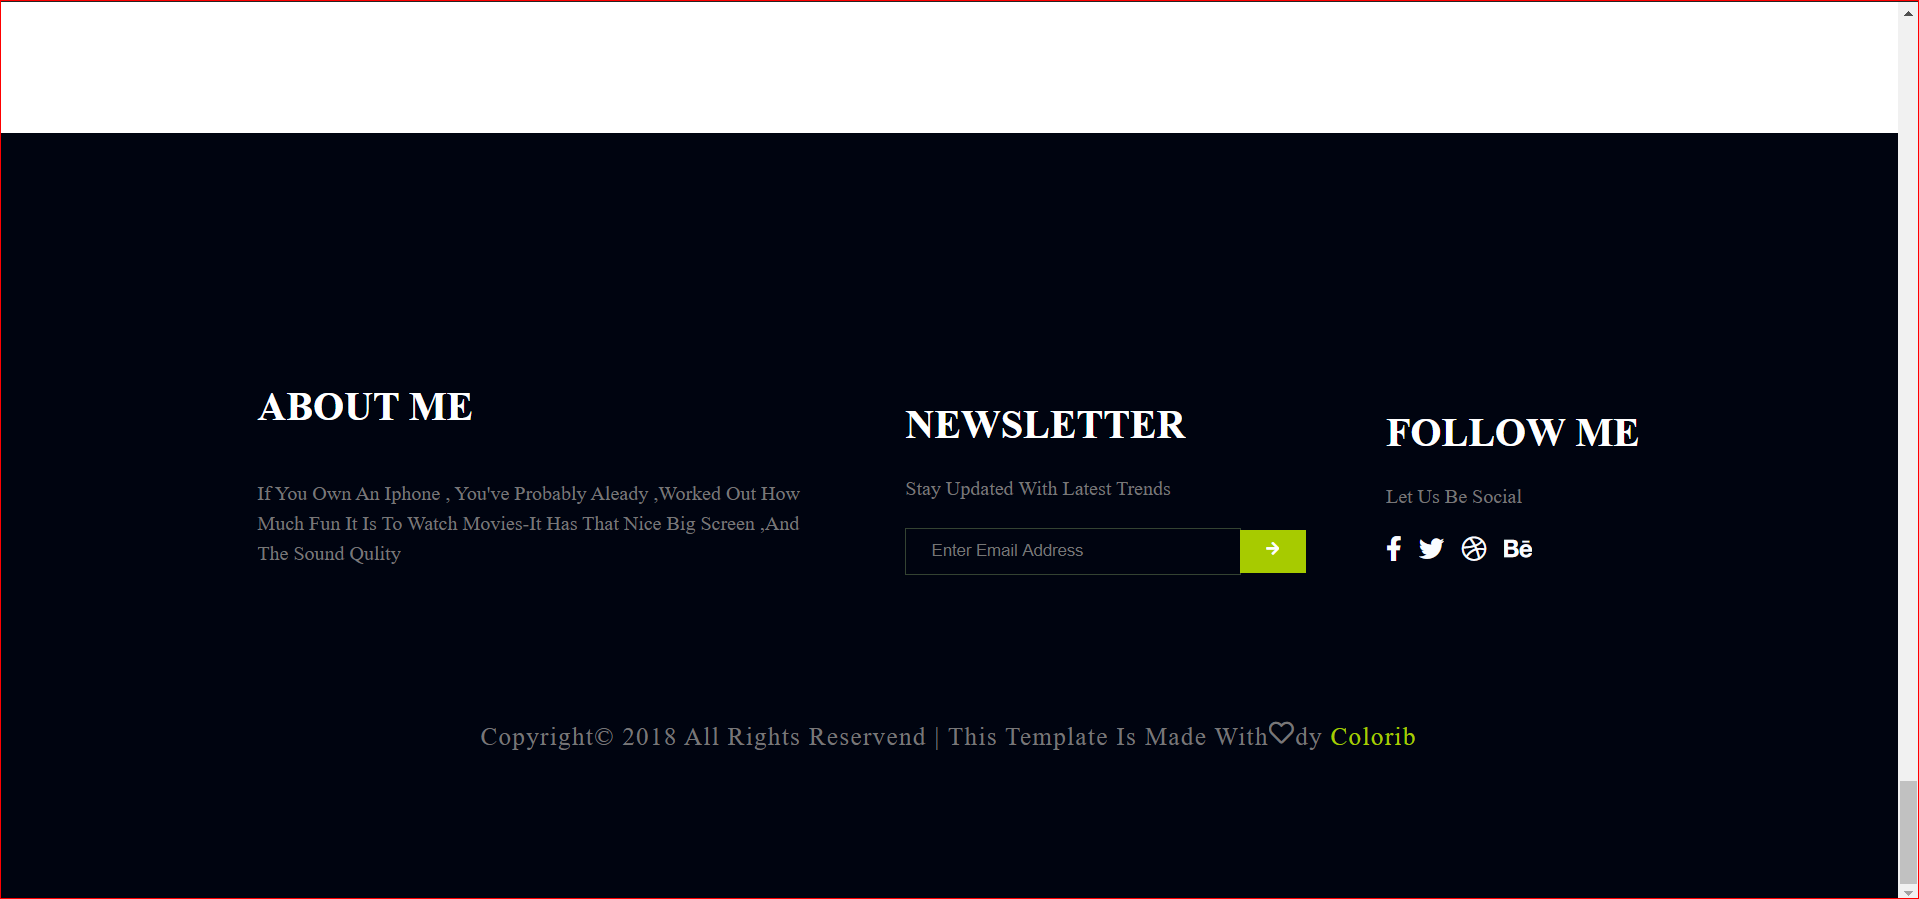 ABOUT ME
If You Own An Iphone , You've Probably Aleady ,Worked Out How
Much Fun It Is To Watch Movies-It Has That Nice Big Screen ,And
The Sound Qulity
NEWSLETTER
Stay Updated With Latest Trends
Enter Email Address
FOLLOW ME
Let Us Be Social
Bē
Copyright© 2018 All Rights Reservend | This Template Is Made With♡dy Colorib